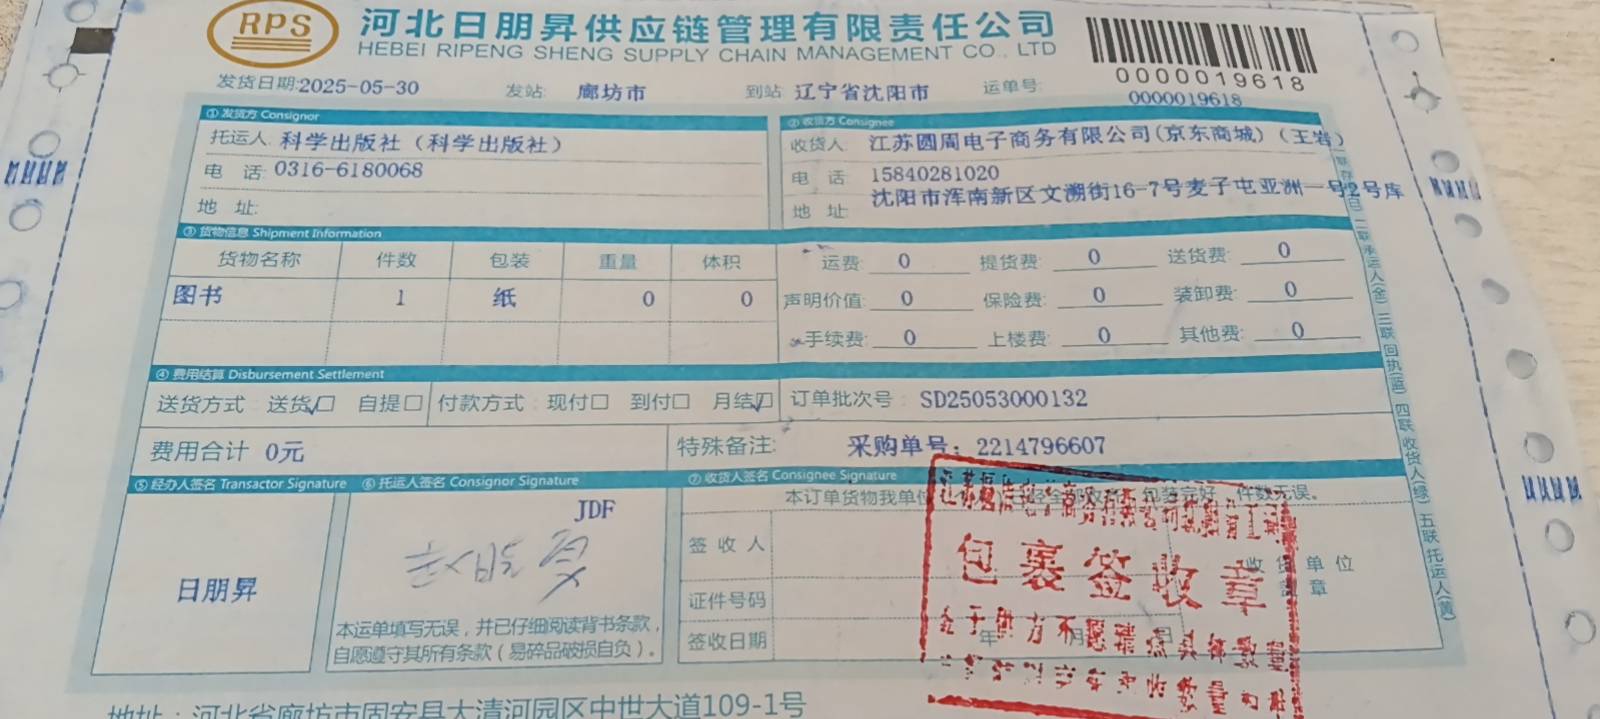 RPS
河北日朋昇供应链管理有限责任公司
HEBEI RIPENG SHENG SUPPLY CHAIN MANAGEMENT CO., LTD
0000019618
发货日期:2025-05-30 发站: 廊坊市 到站: 辽宁省沈阳市 运单号: 0000019618
① 发货方 Consignor
托运人: 科学出版社（科学出版社）
电 话: 0316-6180068
地 址:
② 收货方 Consignee
收货人: 江苏圆周电子商务有限公司(京东商城)（王岩）
电 话: 15840281020
地 址: 沈阳市浑南新区文溯街16-7号麦子屯亚洲一号2号库
③ 货物信息 Shipment Information
货物名称 件数 包装 重量 体积
图书 1 纸 0 0
运费: 0 提货费: 0 送货费: 0
声明价值: 0 保险费: 0 装卸费: 0
手续费: 0 上楼费: 0 其他费: 0
④ 费用结算 Disbursement Settlement
送货方式: 送货☑ 自提□ 付款方式: 现付□ 到付□ 月结☑ 订单批次号: SD25053000132
费用合计 0元 特殊备注: 采购单号: 2214796607
⑤ 经办人签名 Transactor Signature
日朋昇
⑥ 托运人签名 Consignor Signature
JDF
本运单填写无误，并已仔细阅读背书条款，
自愿遵守其所有条款（易碎品破损自负）。
⑦ 收货人签名 Consignee Signature
本订单货物我单位 包装完好 件数无误。
签 收 人
收 货 单 位
盖 章
证件号码
签收日期 年 月 日
包裹签收章
二联承运人(金) 三联 回执(蓝) 四联 收货人(绿) 五联 托运人(黄)
地址：河北省廊坊市固安县大清河园区中世大道109-1号